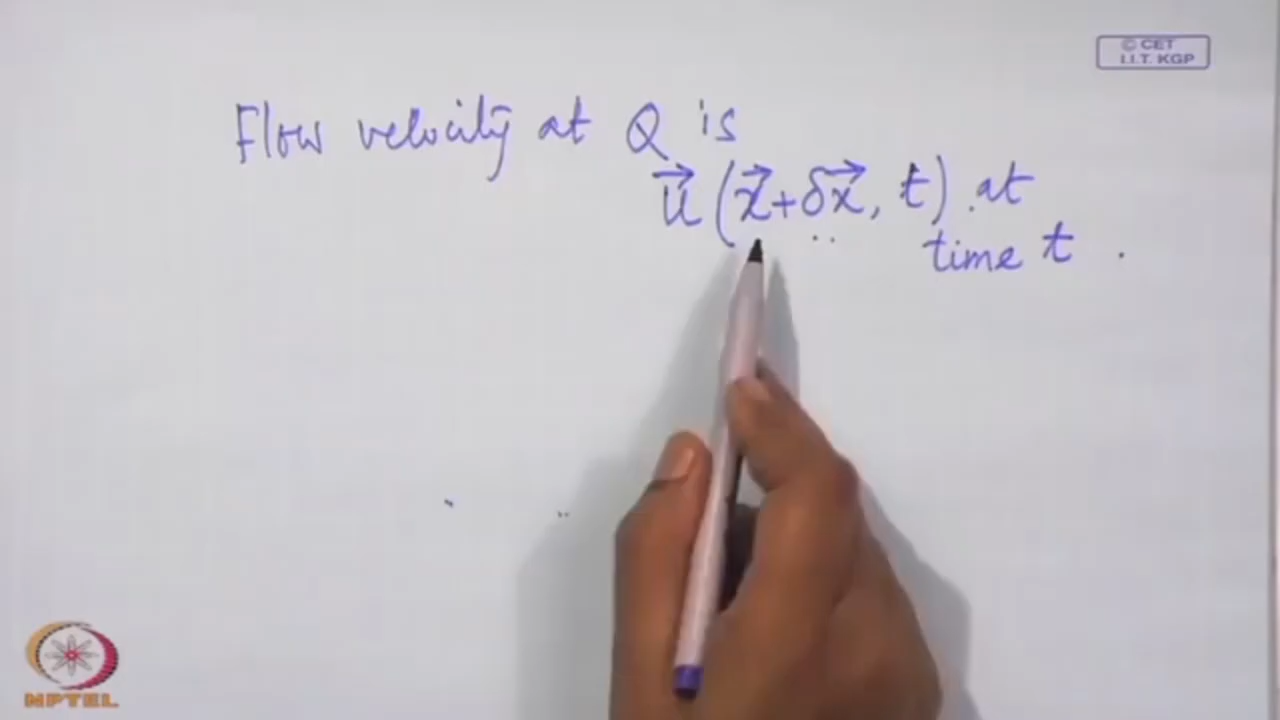 © CET
I.I.T. KGP
Flow velocity at Q is
u⃗ (x⃗+δx⃗, t) at
time t .
NPTEL